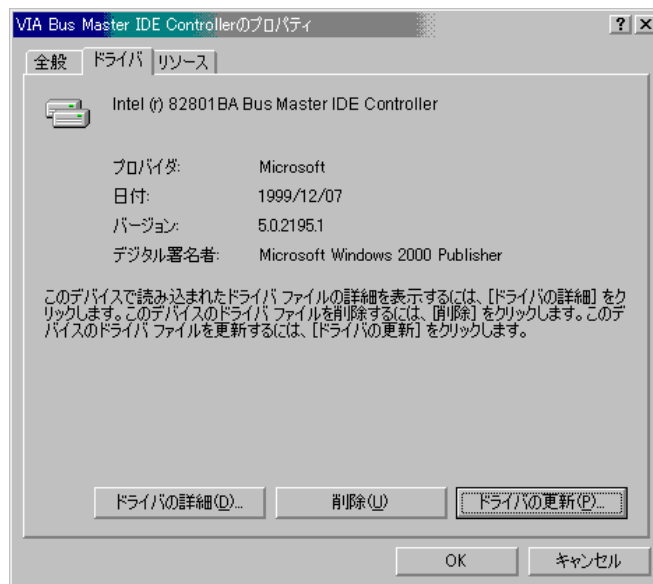 VIA Bus Master IDE Controllerのプロパティ
全般 ドライバ リソース
Intel (r) 82801BA Bus Master IDE Controller
プロバイダ: Microsoft
日付: 1999/12/07
バージョン: 5.0.2195.1
デジタル署名者: Microsoft Windows 2000 Publisher
このデバイスで読み込まれたドライバ ファイルの詳細を表示するには、[ドライバの詳細] をク
リックします。このデバイスのドライバ ファイルを削除するには、[削除] をクリックします。このデ
バイスのドライバ ファイルを更新するには、[ドライバの更新] をクリックします。
ドライバの詳細(D)... 削除(U) ドライバの更新(P)...
OK キャンセル